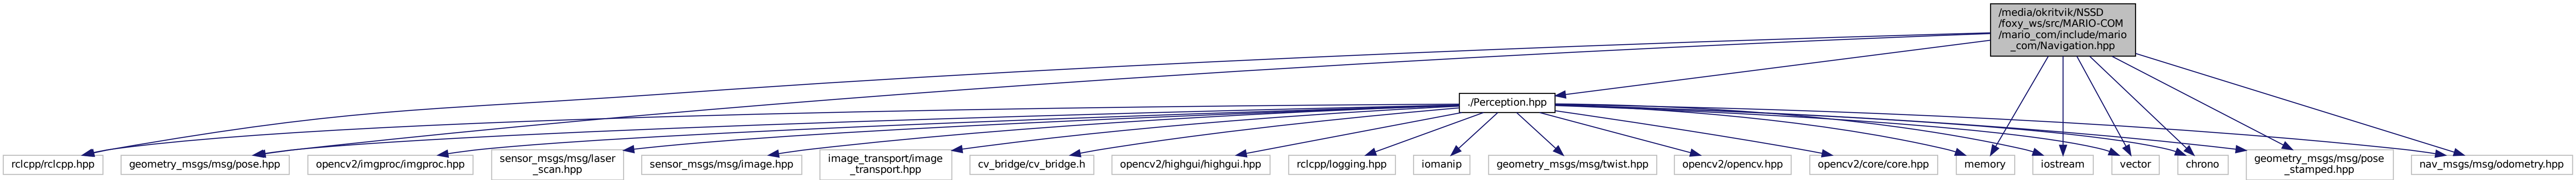 /media/okritvik/NSSD
/foxy_ws/src/MARIO-COM
/mario_com/include/mario
_com/Navigation.hpp
./Perception.hpp
rclcpp/rclcpp.hpp
geometry_msgs/msg/pose.hpp
opencv2/imgproc/imgproc.hpp
sensor_msgs/msg/laser
_scan.hpp
sensor_msgs/msg/image.hpp
image_transport/image
_transport.hpp
cv_bridge/cv_bridge.h
opencv2/highgui/highgui.hpp
rclcpp/logging.hpp
iomanip
geometry_msgs/msg/twist.hpp
opencv2/opencv.hpp
opencv2/core/core.hpp
memory
iostream
vector
chrono
geometry_msgs/msg/pose
_stamped.hpp
nav_msgs/msg/odometry.hpp